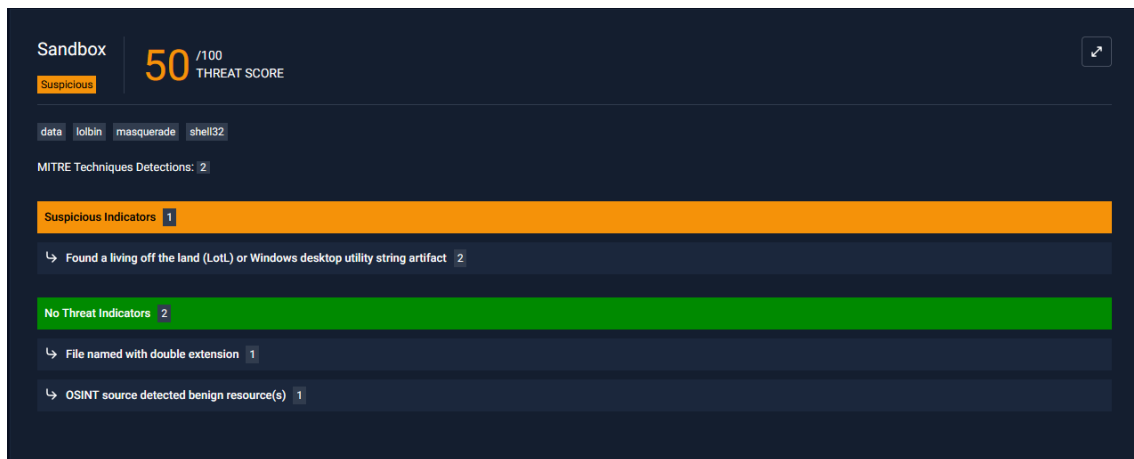 Sandbox
Suspicious
50 /100
THREAT SCORE
data lolbin masquerade shell32
MITRE Techniques Detections: 2
Suspicious Indicators 1
Found a living off the land (LotL) or Windows desktop utility string artifact 2
No Threat Indicators 2
File named with double extension 1
OSINT source detected benign resource(s) 1